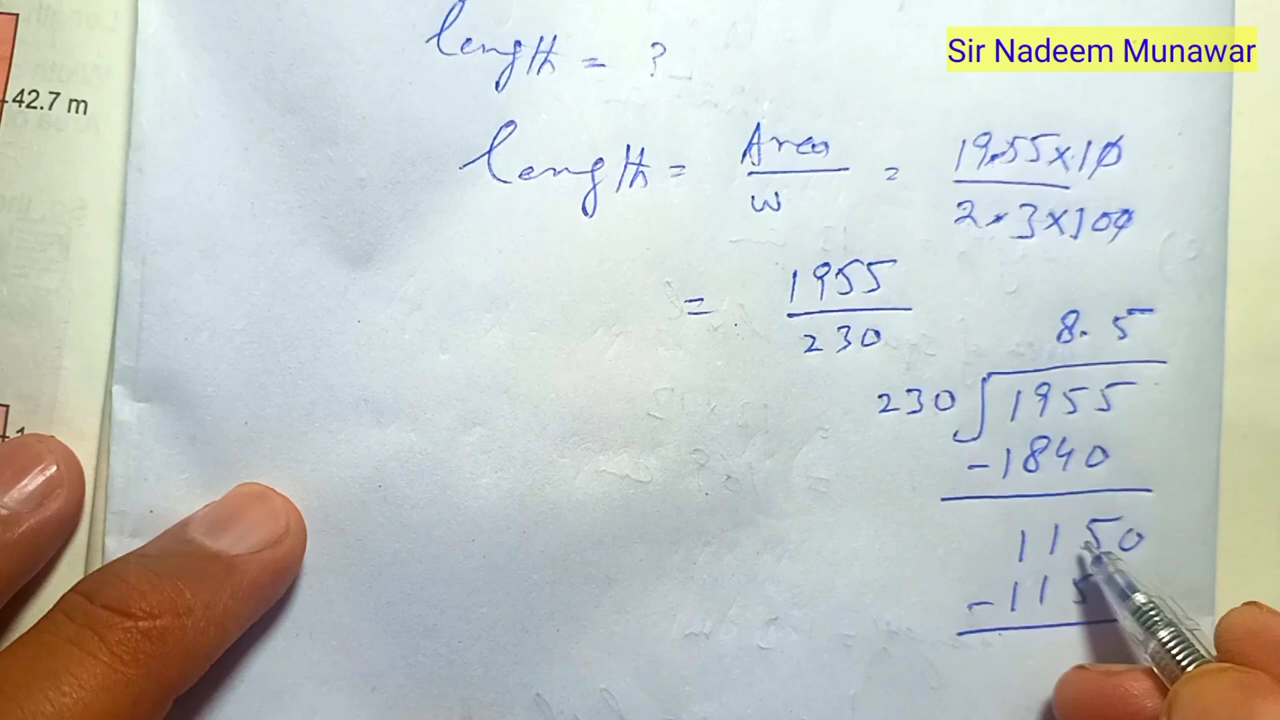 Sir Nadeem Munawar
length = ?
42.7 m
length = Area / w = 19.55 x 10 / 2.3 x 100
= 1955 / 230
8.5
230 1955
-1840
1150
-115